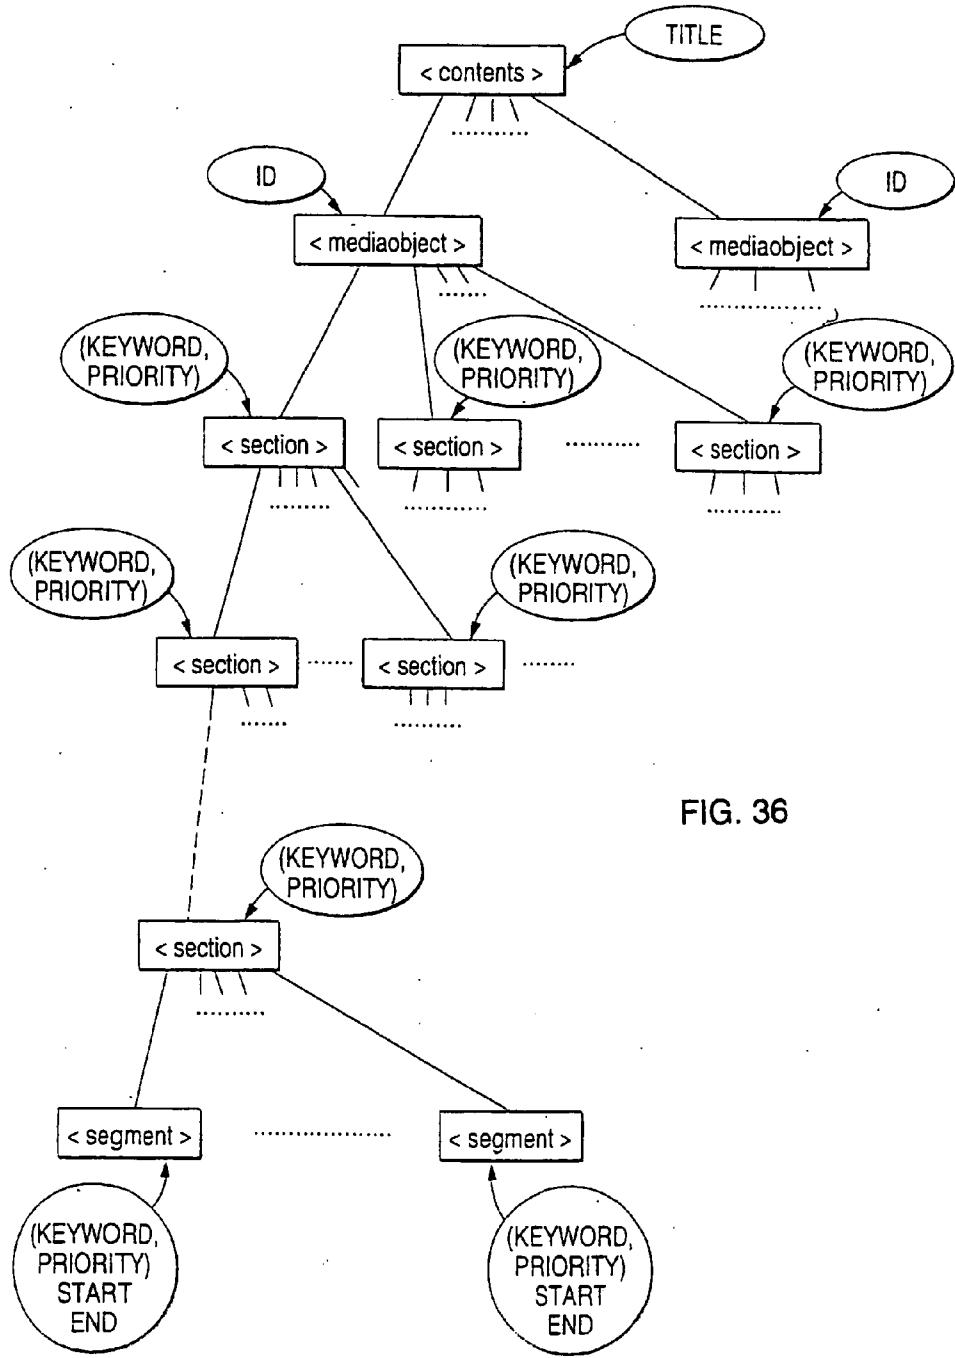 TITLE
< contents >
ID
ID
< mediaobject >
< mediaobject >
(KEYWORD,
PRIORITY)
(KEYWORD,
PRIORITY)
(KEYWORD,
PRIORITY)
< section >
< section >
< section >
(KEYWORD,
PRIORITY)
(KEYWORD,
PRIORITY)
< section >
< section >
FIG. 36
(KEYWORD,
PRIORITY)
< section >
< segment >
< segment >
(KEYWORD,
PRIORITY)
START
END
(KEYWORD,
PRIORITY)
START
END